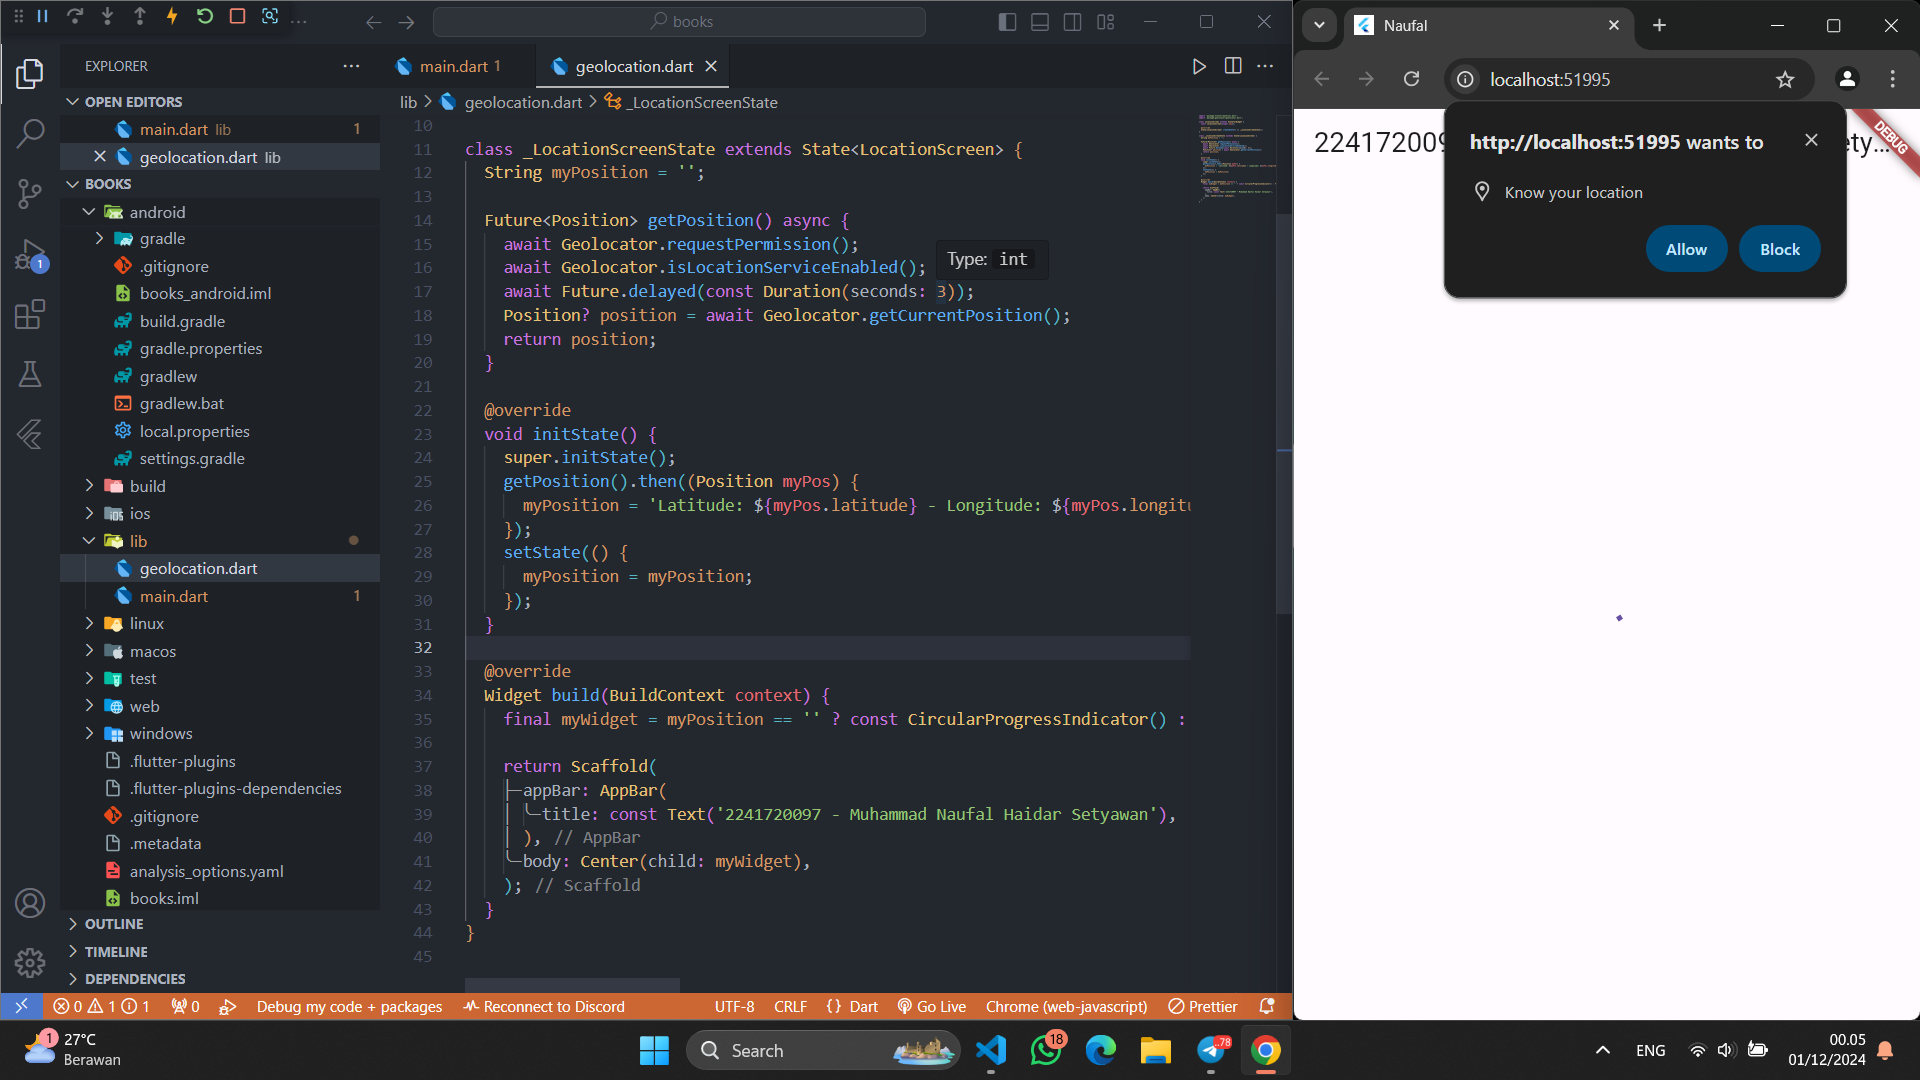 books
EXPLORER
OPEN EDITORS
main.dart lib 1
geolocation.dart lib
BOOKS
android
gradle
.gitignore
books_android.iml
build.gradle
gradle.properties
gradlew
gradlew.bat
local.properties
settings.gradle
build
ios
lib
geolocation.dart
main.dart 1
linux
macos
test
web
windows
.flutter-plugins
.flutter-plugins-dependencies
.gitignore
.metadata
analysis_options.yaml
books.iml
OUTLINE
TIMELINE
DEPENDENCIES
1
main.dart 1
geolocation.dart
lib > geolocation.dart > _LocationScreenState
10
11 class _LocationScreenState extends State<LocationScreen> {
12 String myPosition = '';
13
14 Future<Position> getPosition() async {
15 await Geolocator.requestPermission();
16 await Geolocator.isLocationServiceEnabled();
17 await Future.delayed(const Duration(seconds: 3));
18 Position? position = await Geolocator.getCurrentPosition();
19 return position;
20 }
21
22 @override
23 void initState() {
24 super.initState();
25 getPosition().then((Position myPos) {
26 myPosition = 'Latitude: ${myPos.latitude} - Longitude: ${myPos.longitu
27 });
28 setState(() {
29 myPosition = myPosition;
30 });
31 }
32
33 @override
34 Widget build(BuildContext context) {
35 final myWidget = myPosition == '' ? const CircularProgressIndicator() :
36
37 return Scaffold(
38 appBar: AppBar(
39 title: const Text('2241720097 - Muhammad Naufal Haidar Setyawan'),
40 ), // AppBar
41 body: Center(child: myWidget),
42 ); // Scaffold
43 }
44 }
45
Type: int
0 1 1 0 Debug my code + packages Reconnect to Discord UTF-8 CRLF {} Dart Go Live Chrome (web-javascript) Prettier
Naufal
localhost:51995
224172009
ety...
DEBUG
http://localhost:51995 wants to
Know your location
Allow
Block
1
27°C
Berawan
Search
18
78
ENG
00.05
01/12/2024